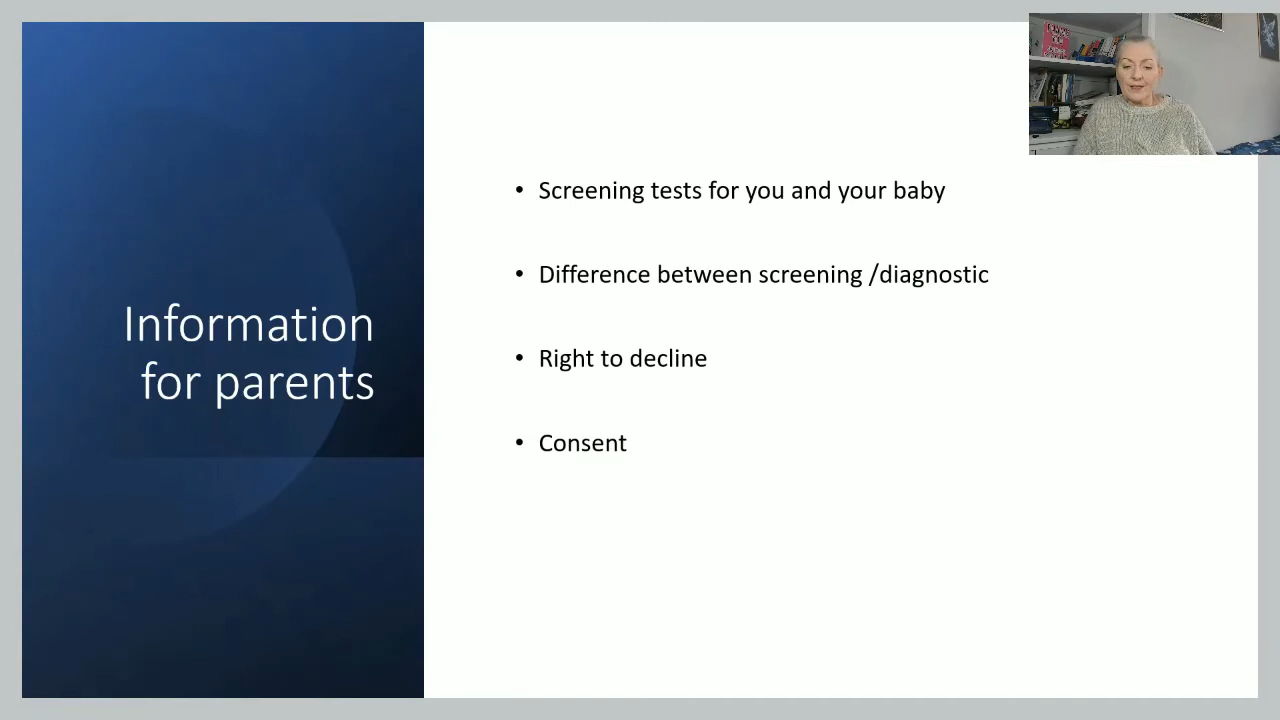 Information
for parents
• Screening tests for you and your baby
• Difference between screening /diagnostic
• Right to decline
• Consent